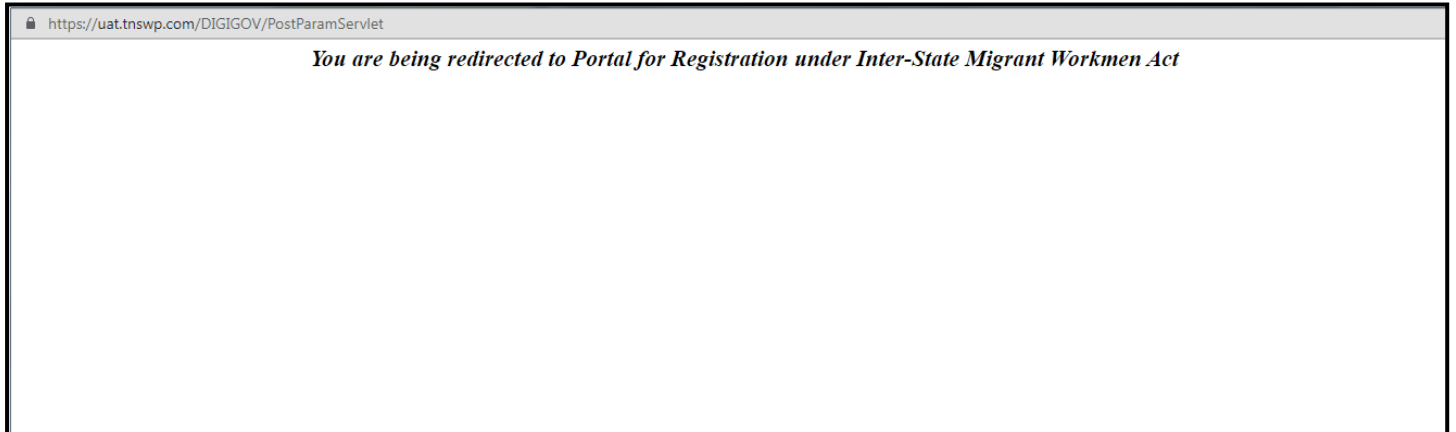 https://uat.tnswp.com/DIGIGOV/PostParamServlet
You are being redirected to Portal for Registration under Inter-State Migrant Workmen Act